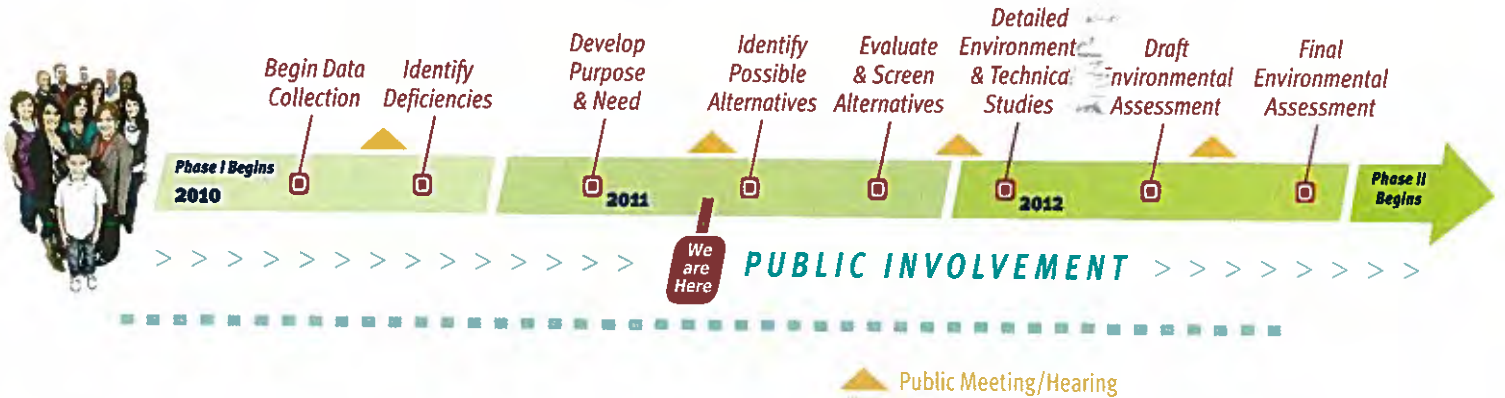 Begin Data
Collection
Identify
Deficiencies
Develop
Purpose
& Need
Identify
Possible
Alternatives
Evaluate
& Screen
Alternatives
Detailed
& Technical
Studies
Draft
Environmental
Assessment
Final
Environmental
Assessment
Phase I Begins
2010
2011
2012
Phase II
Begins
We
are
Here
PUBLIC INVOLVEMENT
Public Meeting/Hearing